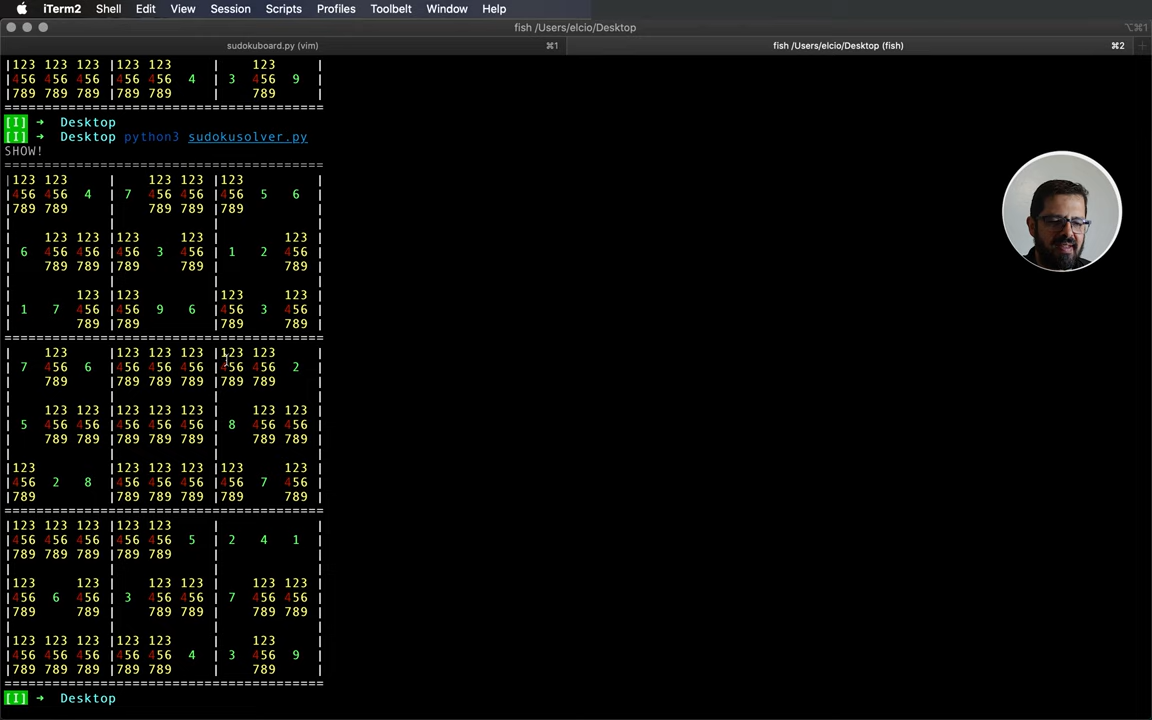 iTerm2 Shell Edit View Session Scripts Profiles Toolbelt Window Help
fish /Users/elcio/Desktop ⌥⌘1
sudokuboard.py (vim) ⌘1 fish /Users/elcio/Desktop (fish) ⌘2 +
|123         |123 123     |    123     |
|456 456 456 |456 456  4  | 3  456  9  |
|789 789 789 |789 789     |    789     |
=======================================
[I] ➜ Desktop
[I] ➜ Desktop python3 sudokusolver.py
SHOW!
=======================================
|123 123     |    123 123 |123         |
|456 456  4  | 7  456 456 |456  5   6  |
|789 789     |    789 789 |789         |
|            |            |            |
|    123 123 |123     123 |        123 |
| 6  456 456 |456  3  456 | 1   2  456 |
|    789 789 |789     789 |        789 |
|            |            |            |
|        123 |123         |123     123 |
| 1   7  456 |456  9   6  |456  3  456 |
|        789 |789         |789     789 |
=======================================
|    123     |123 123 123 |123 123     |
| 7  456  6  |456 456 456 |456 456  2  |
|    789     |789 789 789 |789 789     |
|            |            |            |
|    123 123 |123 123 123 |    123 123 |
| 5  456 456 |456 456 456 | 8  456 456 |
|    789 789 |789 789 789 |    789 789 |
|            |            |            |
|123         |123 123 123 |123     123 |
|456  2   8  |456 456 456 |456  7  456 |
|789         |789 789 789 |789     789 |
=======================================
|123 123 123 |123 123     |            |
|456 456 456 |456 456  5  | 2   4   1  |
|789 789 789 |789 789     |            |
|            |            |            |
|123     123 |    123 123 |    123 123 |
|456  6  456 | 3  456 456 | 7  456 456 |
|789     789 |    789 789 |    789 789 |
|            |            |            |
|123 123 123 |123 123     |    123     |
|456 456 456 |456 456  4  | 3  456  9  |
|789 789 789 |789 789     |    789     |
=======================================
[I] ➜ Desktop